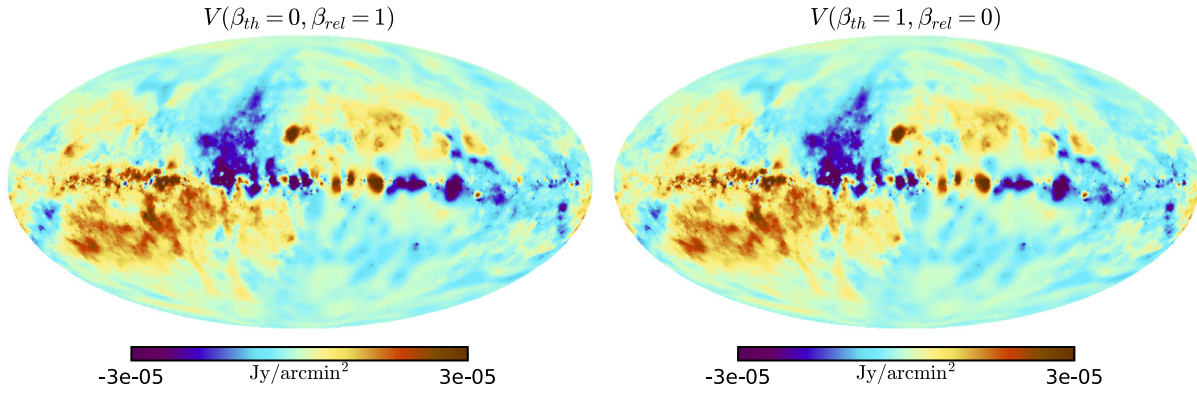 V(β_th = 0, β_rel = 1)
-3e-05 Jy/arcmin² 3e-05
V(β_th = 1, β_rel = 0)
-3e-05 Jy/arcmin² 3e-05